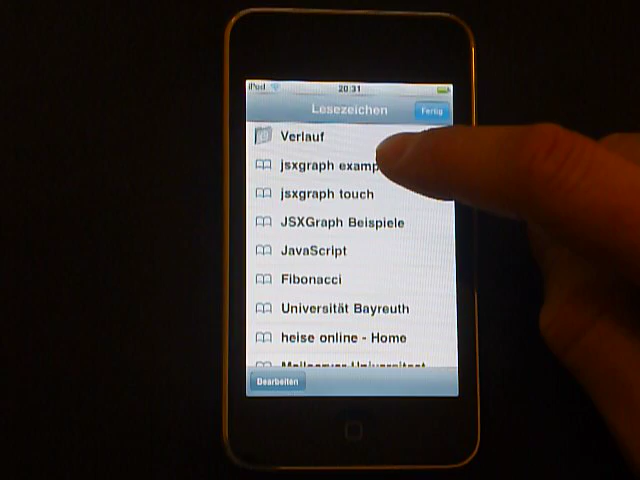 iPod 20:31
Lesezeichen Fertig
Verlauf
jsxgraph examp
jsxgraph touch
JSXGraph Beispiele
JavaScript
Fibonacci
Universität Bayreuth
heise online - Home
Bearbeiten